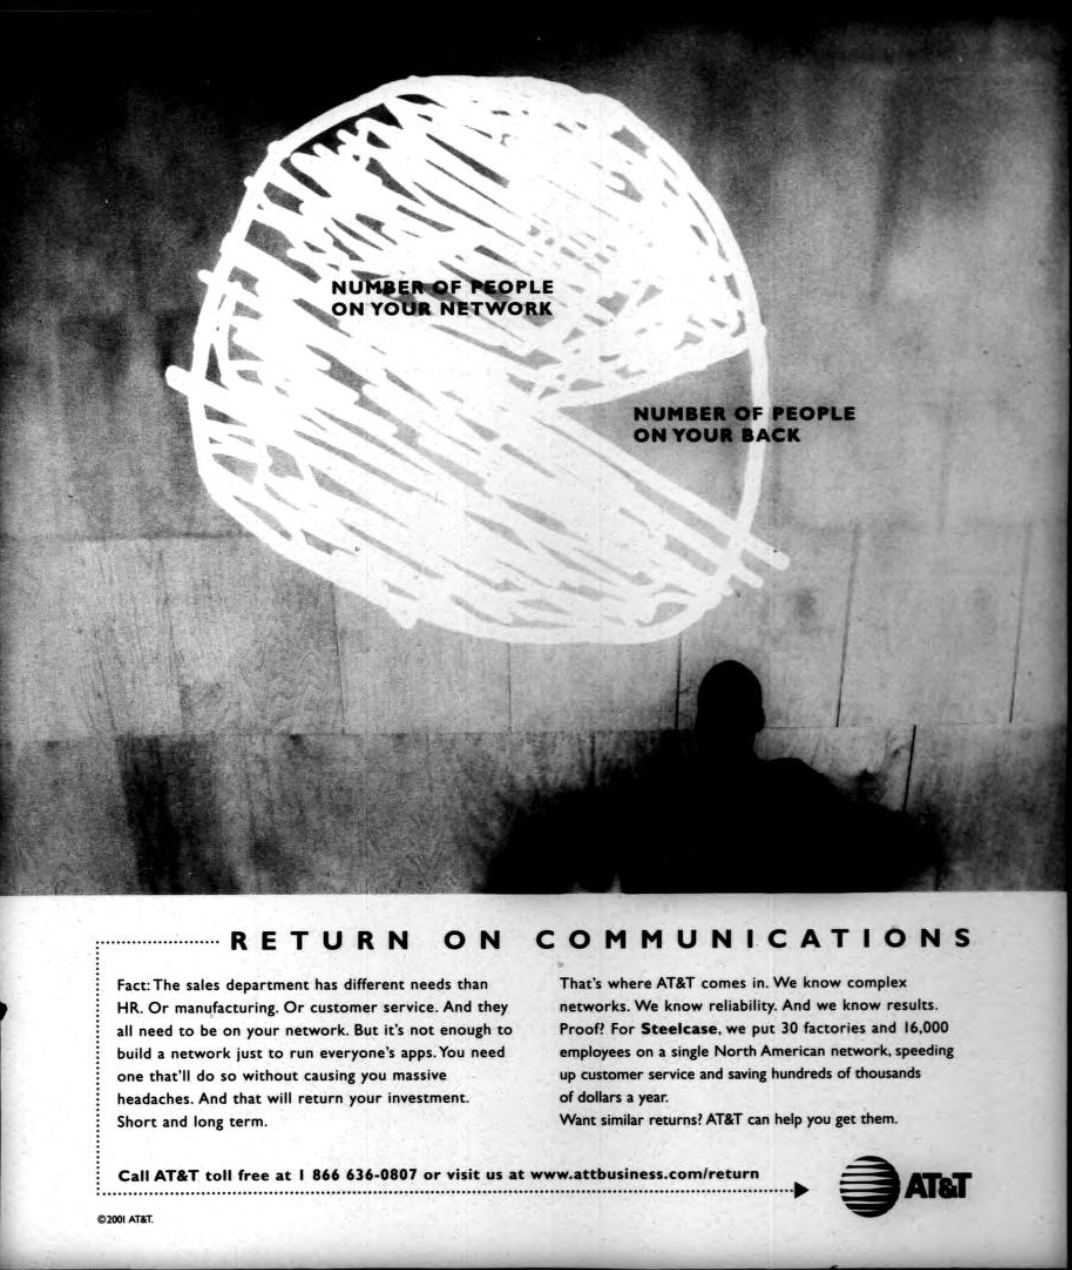 NUMBER OF PEOPLE
ON YOUR NETWORK
NUMBER OF PEOPLE
ON YOUR BACK
RETURN ON COMMUNICATIONS
Fact: The sales department has different needs than
HR. Or manufacturing. Or customer service. And they
all need to be on your network. But it's not enough to
build a network just to run everyone's apps. You need
one that'll do so without causing you massive
headaches. And that will return your investment.
Short and long term.
That's where AT&T comes in. We know complex
networks. We know reliability. And we know results.
Proof? For Steelcase, we put 30 factories and 16,000
employees on a single North American network, speeding
up customer service and saving hundreds of thousands
of dollars a year.
Want similar returns? AT&T can help you get them.
Call AT&T toll free at 1 866 636-0807 or visit us at www.attbusiness.com/return
AT&T
©2001 AT&T.